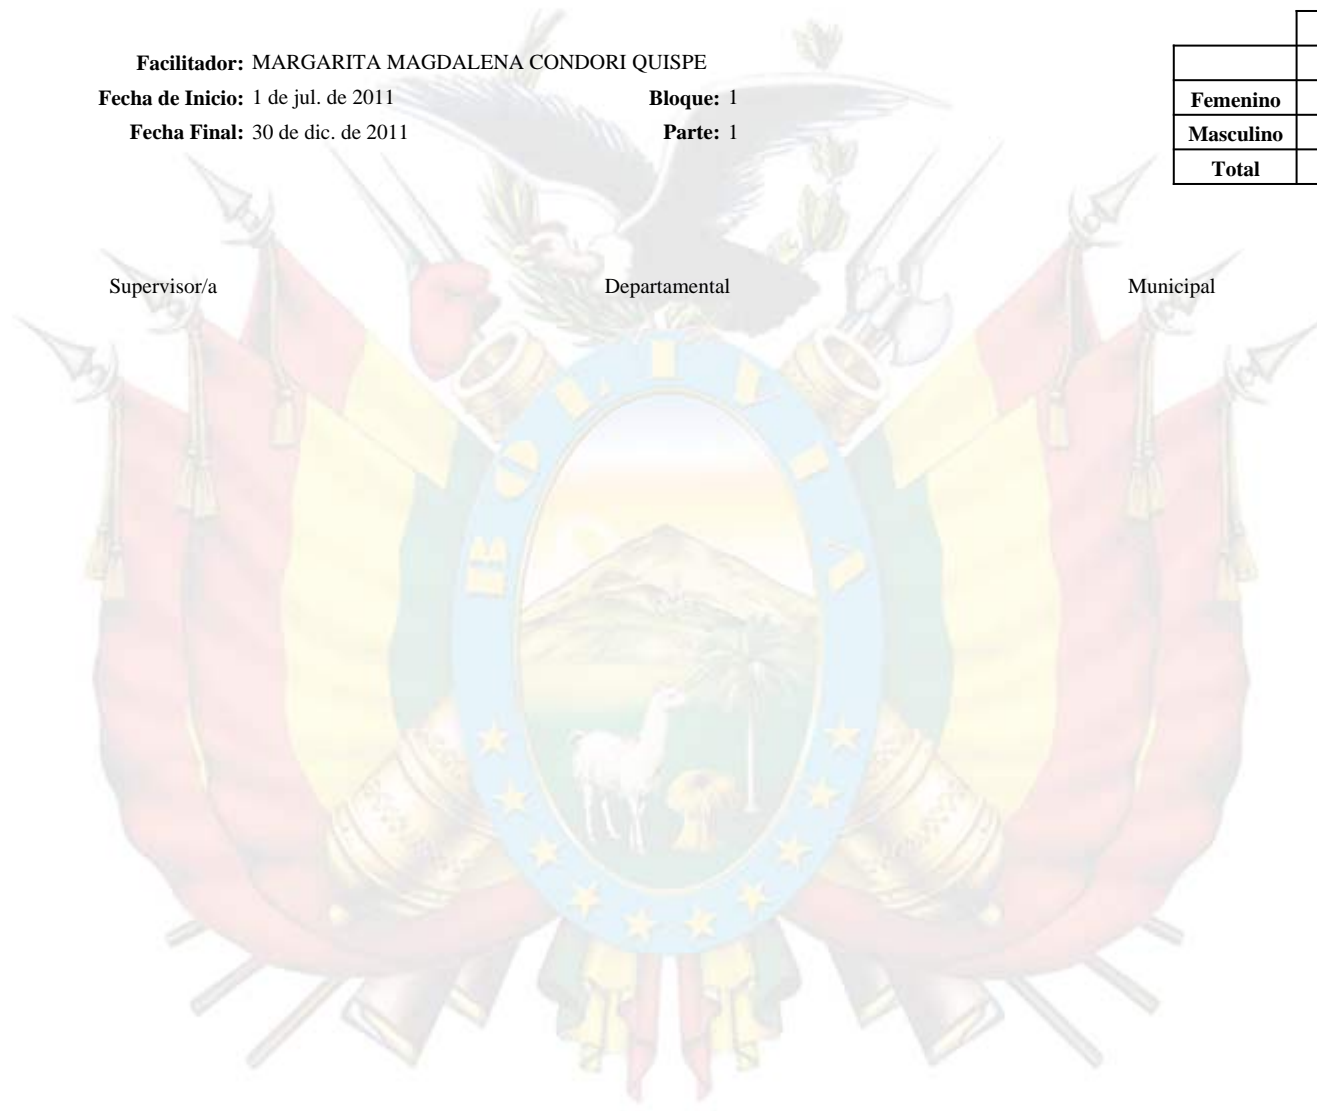 Facilitador: MARGARITA MAGDALENA CONDORI QUISPE
Fecha de Inicio: 1 de jul. de 2011 Bloque: 1
Fecha Final: 30 de dic. de 2011 Parte: 1
Femenino
Masculino
Total
Supervisor/a Departamental Municipal
BOLIVIA